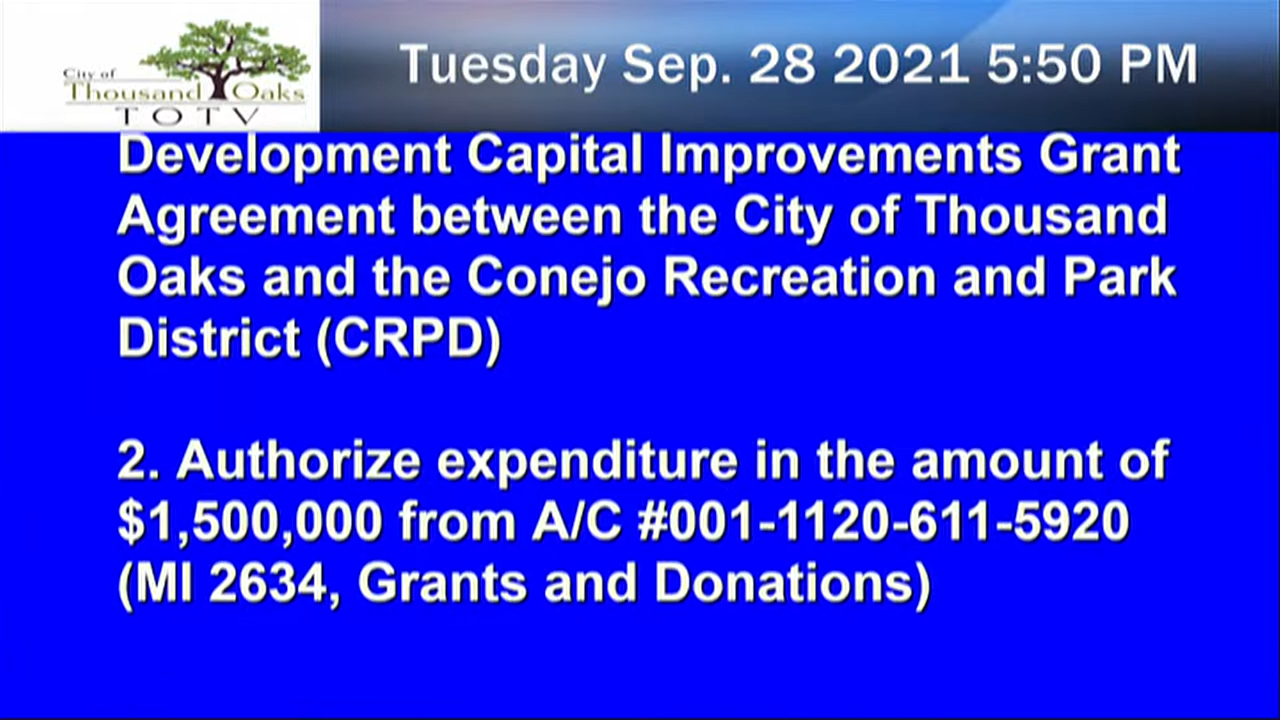 City of
Thousand Oaks
TOTV
Tuesday Sep. 28 2021 5:50 PM
Development Capital Improvements Grant
Agreement between the City of Thousand
Oaks and the Conejo Recreation and Park
District (CRPD)
2. Authorize expenditure in the amount of
$1,500,000 from A/C #001-1120-611-5920
(MI 2634, Grants and Donations)